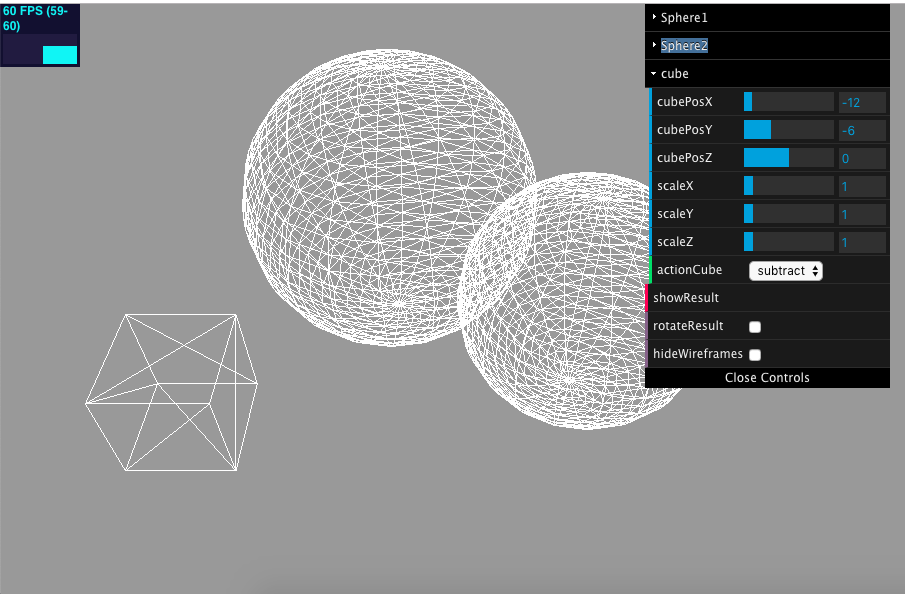 60 FPS (59-
60)
Sphere1
Sphere2
cube
cubePosX -12
cubePosY -6
cubePosZ 0
scaleX 1
scaleY 1
scaleZ 1
actionCube subtract
showResult
rotateResult
hideWireframes
Close Controls